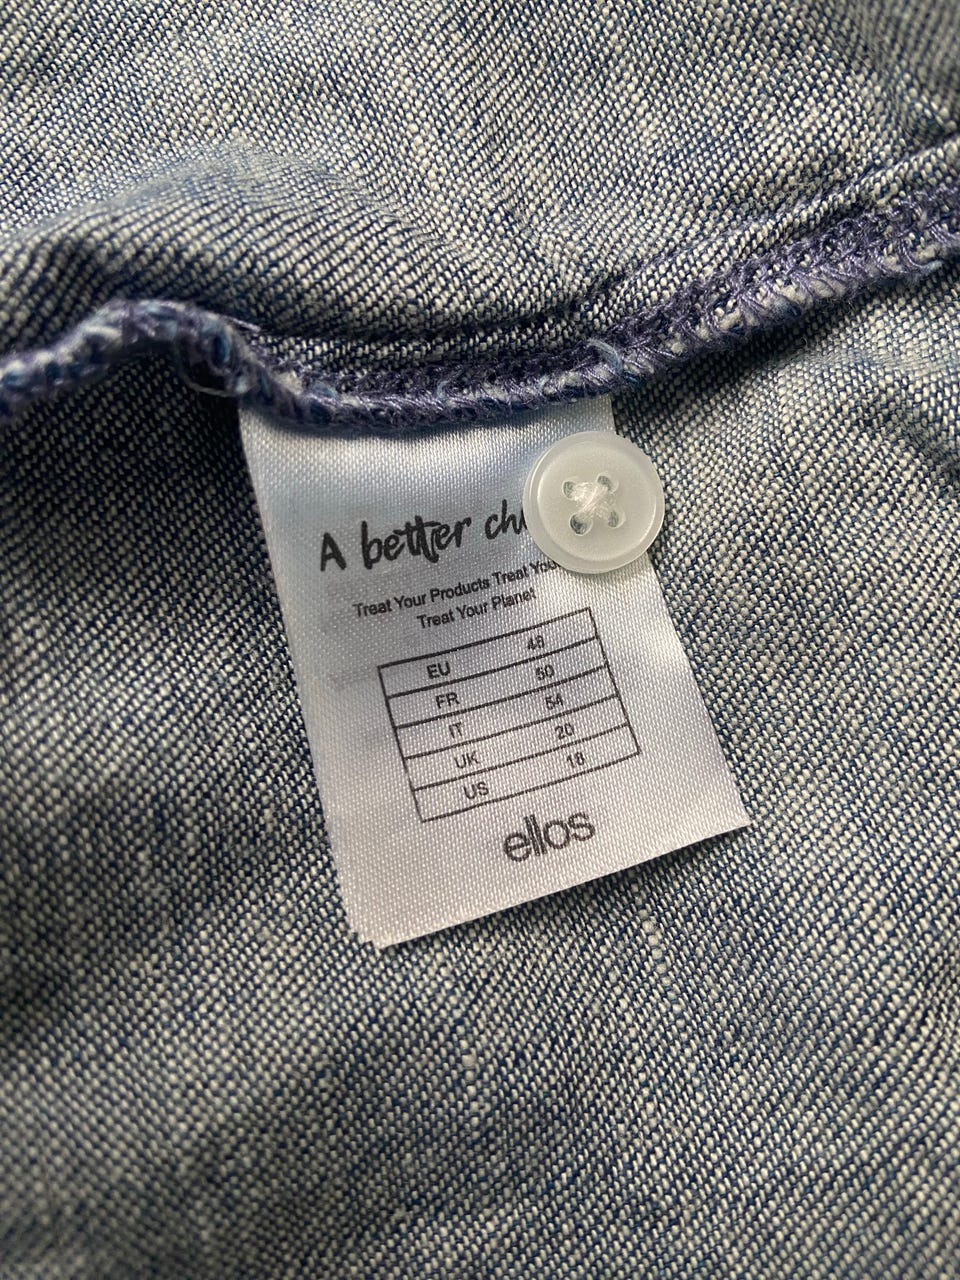 A better ch
Treat Your Products Treat You
Treat Your Planet
EU 48
FR 50
IT 54
UK 20
US 18
ellos